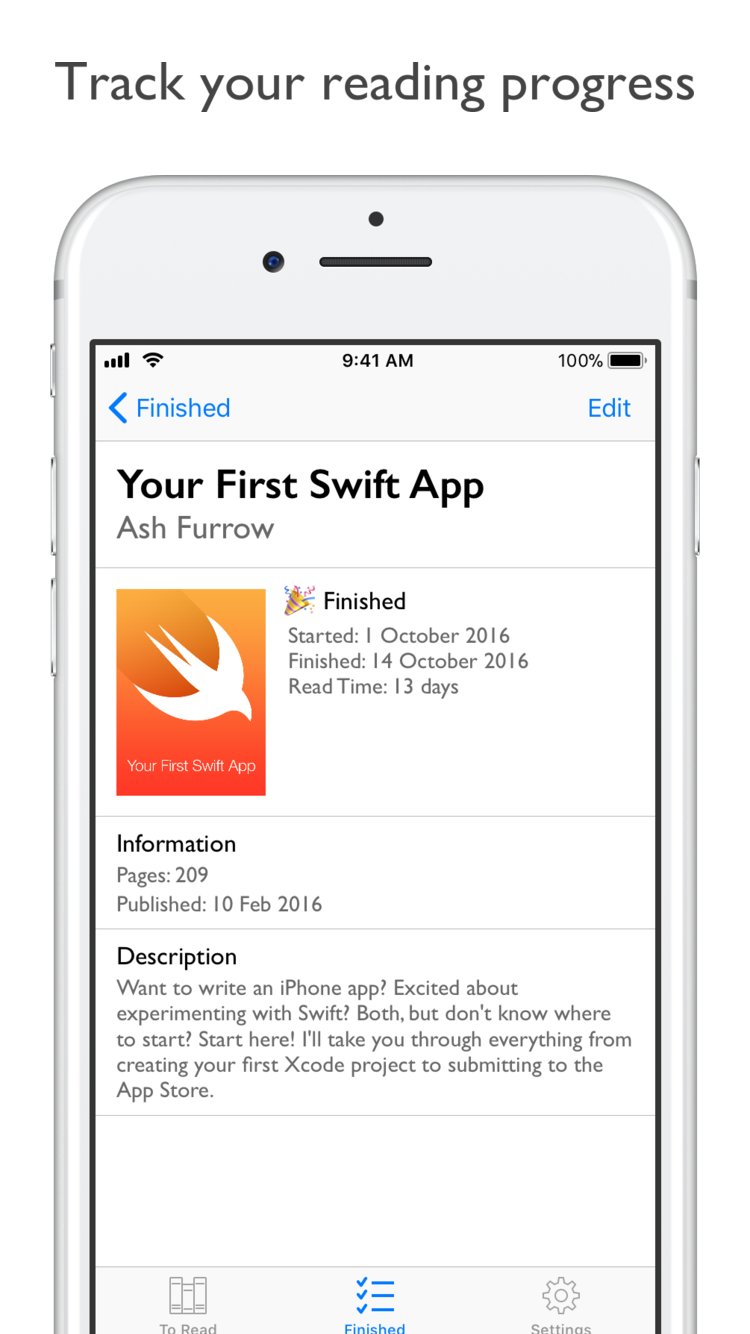 Track your reading progress
9:41 AM
100%
Finished
Edit
Your First Swift App
Ash Furrow
🎉 Finished
Started: 1 October 2016
Finished: 14 October 2016
Read Time: 13 days
Your First Swift App
Information
Pages: 209
Published: 10 Feb 2016
Description
Want to write an iPhone app? Excited about
experimenting with Swift? Both, but don't know where
to start? Start here! I'll take you through everything from
creating your first Xcode project to submitting to the
App Store.
To Read
Finished
Settings